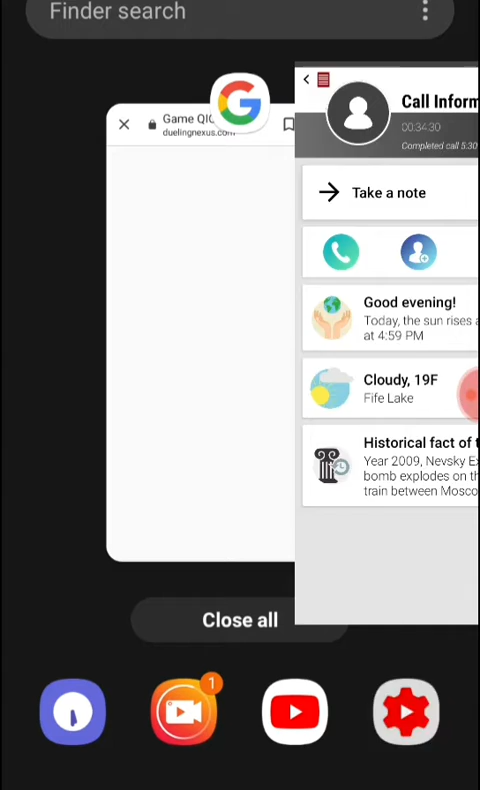 Finder search
Game QI
duelingnexus.com
Call Inform
00:34:30
Completed call 5:30
Take a note
Good evening!
Today, the sun rises a
at 4:59 PM
Cloudy, 19F
Fife Lake
Historical fact of t
Year 2009, Nevsky Ex
bomb explodes on th
train between Mosco
Close all
1